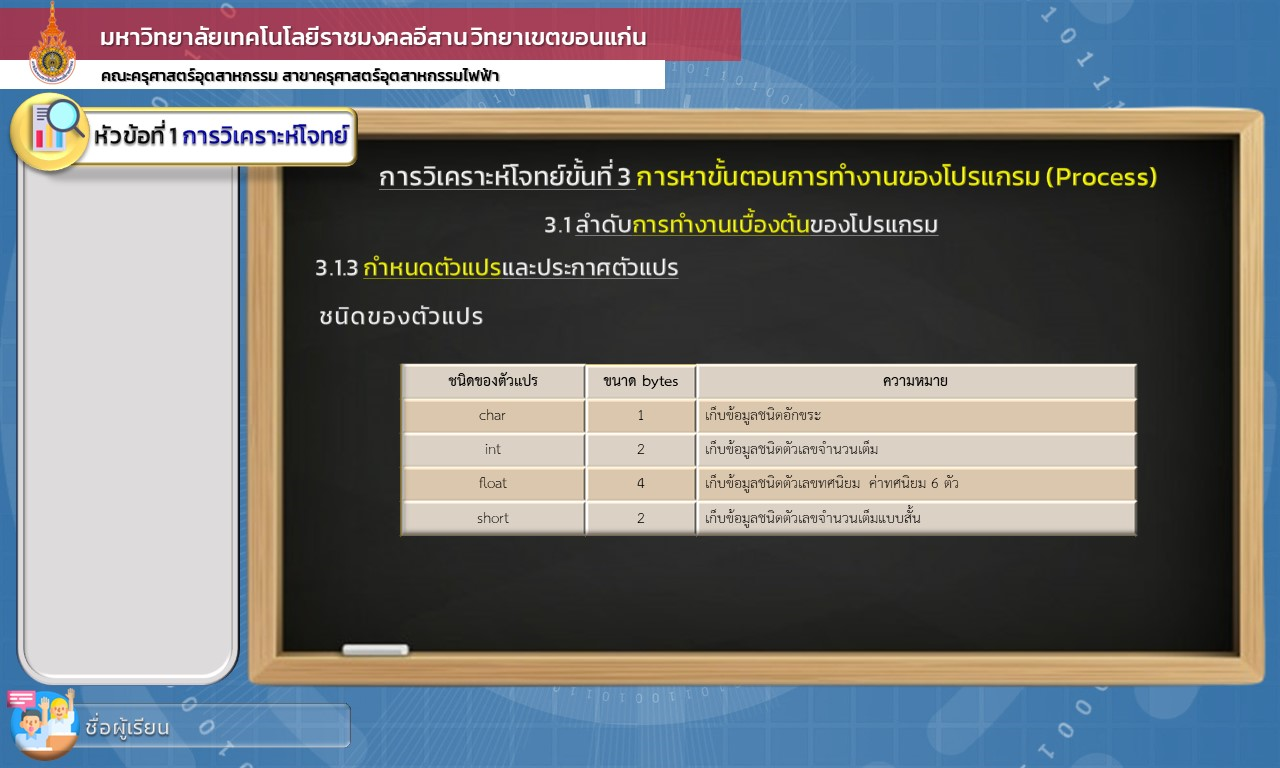 มหาวิทยาลัยเทคโนโลยีราชมงคลอีสาน วิทยาเขตขอนแก่น
คณะครุศาสตร์อุตสาหกรรม สาขาครุศาสตร์อุตสาหกรรมไฟฟ้า
หัวข้อที่ 1 การวิเคราะห์โจทย์
การวิเคราะห์โจทย์ขั้นที่ 3 การหาขั้นตอนการทำงานของโปรแกรม (Process)
3.1 ลำดับการทำงานเบื้องต้นของโปรแกรม
3.1.3 กำหนดตัวแปรและประกาศตัวแปร
ชนิดของตัวแปร
ชนิดของตัวแปร ขนาด bytes ความหมาย
char 1 เก็บข้อมูลชนิดอักขระ
int 2 เก็บข้อมูลชนิดตัวเลขจำนวนเต็ม
float 4 เก็บข้อมูลชนิดตัวเลขทศนิยม ค่าทศนิยม 6 ตัว
short 2 เก็บข้อมูลชนิดตัวเลขจำนวนเต็มแบบสั้น
ชื่อผู้เรียน